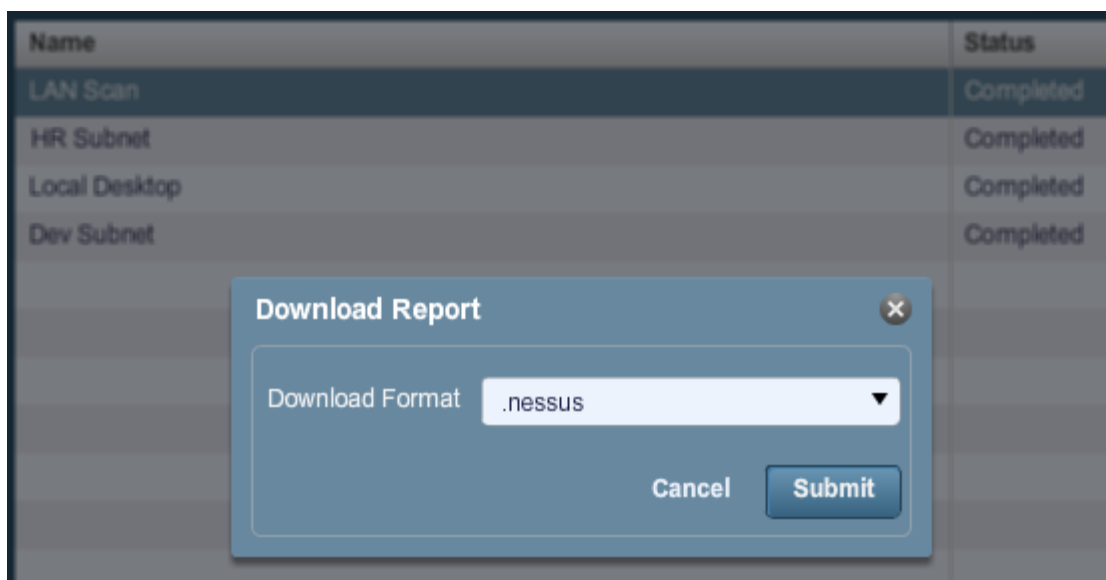 Name Status
LAN Scan Completed
HR Subnet Completed
Local Desktop Completed
Dev Subnet Completed
Download Report
Download Format .nessus
Cancel Submit